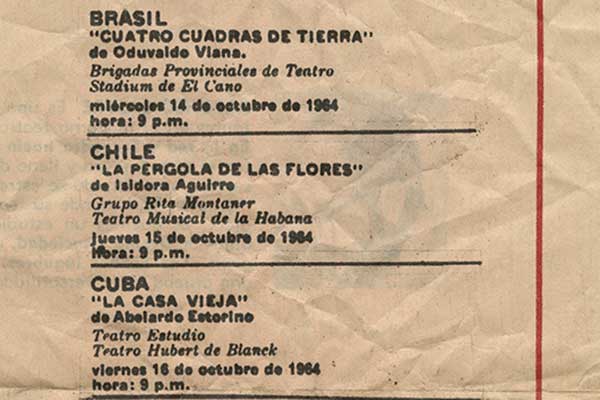 BRASIL
"CUATRO CUADRAS DE TIERRA"
de Oduvaldo Viana.
Brigadas Provinciales de Teatro
Stadium de El Cano
miércoles 14 de octubre de 1964
hora: 9 p.m.
CHILE
"LA PERGOLA DE LAS FLORES"
de Isidora Aguirre
Grupo Rita Montaner
Teatro Musical de la Habana
jueves 15 de octubre de 1964
hora: 9 p.m.
CUBA
"LA CASA VIEJA"
de Abelardo Estorino
Teatro Estudio
Teatro Hubert de Blanck
viernes 16 de octubre de 1964
hora: 9 p.m.